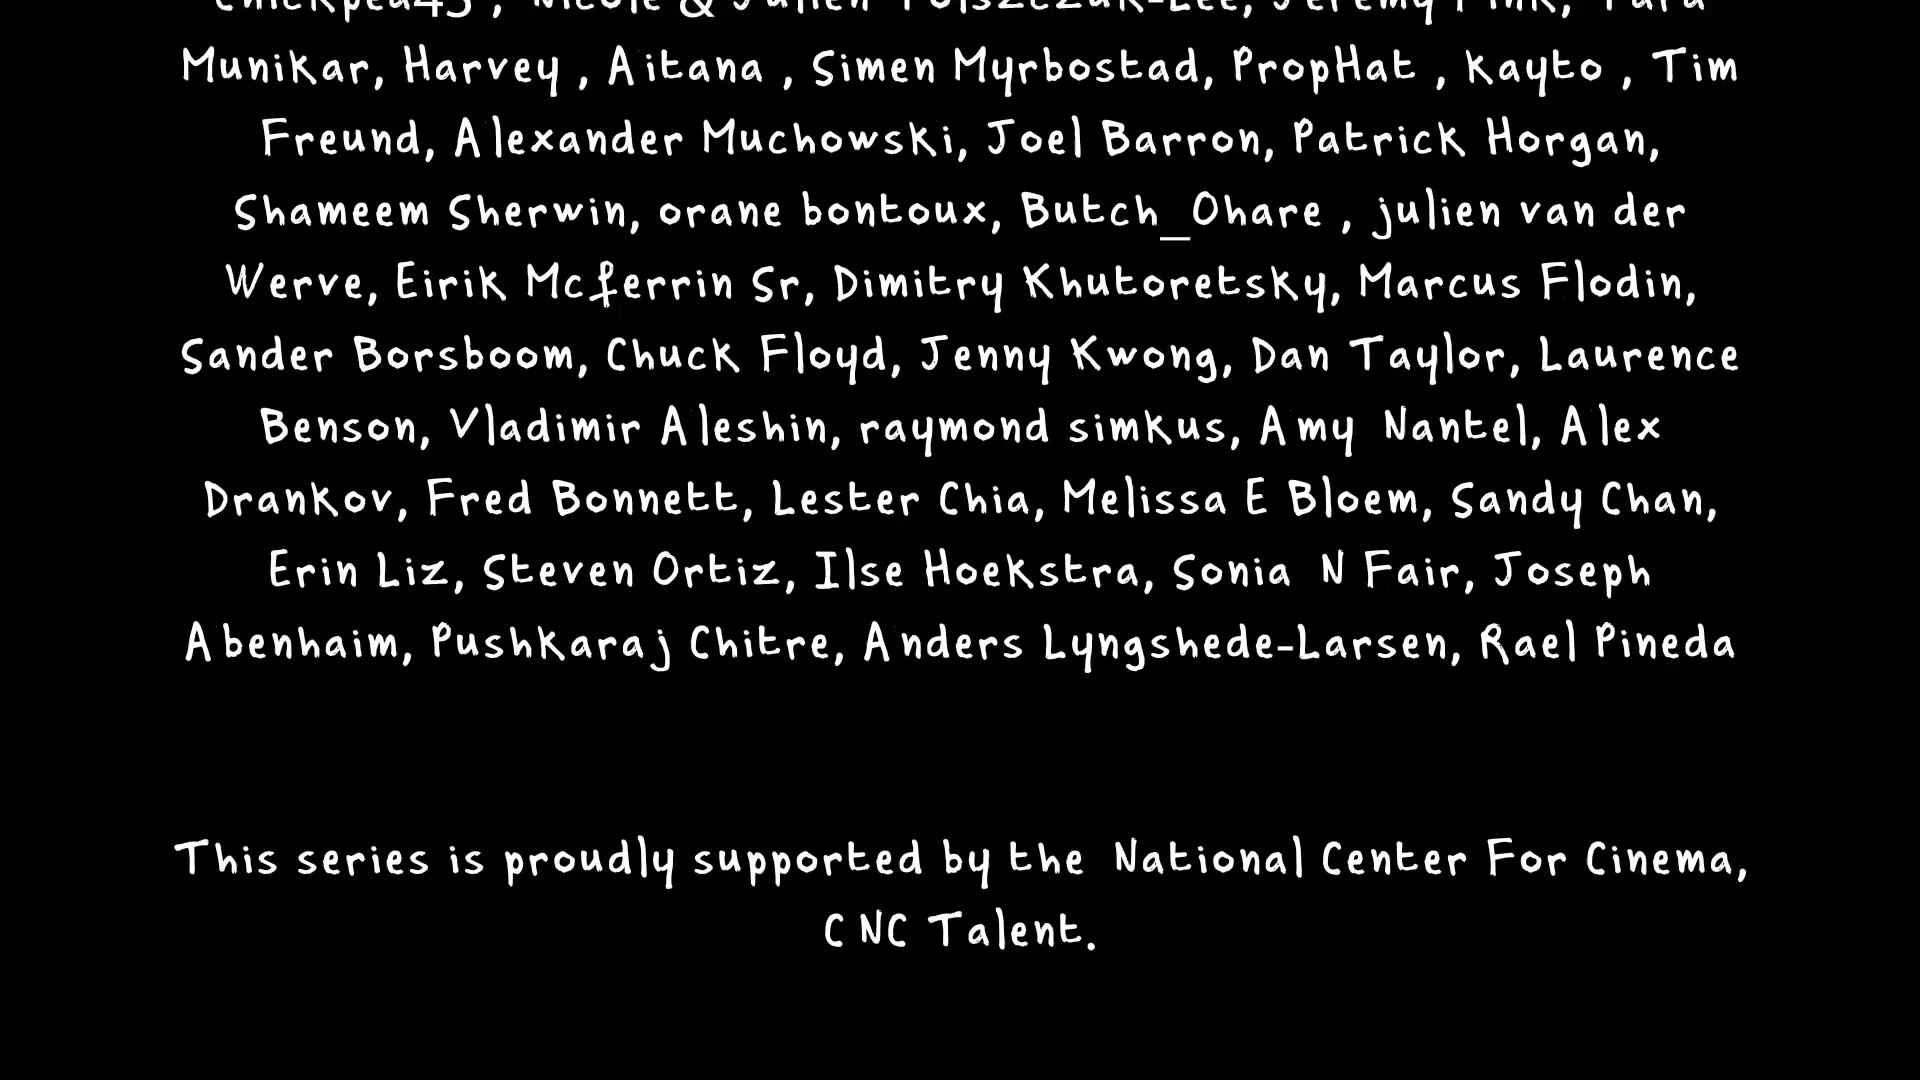 Nicole & Julien Polszczuk-Lee, Jeremy Pink, Tara
Munikar, Harvey , Aitana , Simen Myrbostad, PropHat , kayto , Tim
Freund, Alexander Muchowski, Joel Barron, Patrick Horgan,
Shameem Sherwin, orane bontoux, Butch_Ohare , julien van der
Werve, Eirik Mcferrin Sr, Dimitry Khutoretsky, Marcus Flodin,
Sander Borsboom, Chuck Floyd, Jenny Kwong, Dan Taylor, Laurence
Benson, Vladimir Aleshin, raymond simkus, Amy Nantel, Alex
Drankov, Fred Bonnett, Lester Chia, Melissa E Bloem, Sandy Chan,
Erin Liz, Steven Ortiz, Ilse Hoekstra, Sonia N Fair, Joseph
Abenhaim, Pushkaraj Chitre, Anders Lyngshede-Larsen, Rael Pineda
This series is proudly supported by the National Center For Cinema,
CNC Talent.